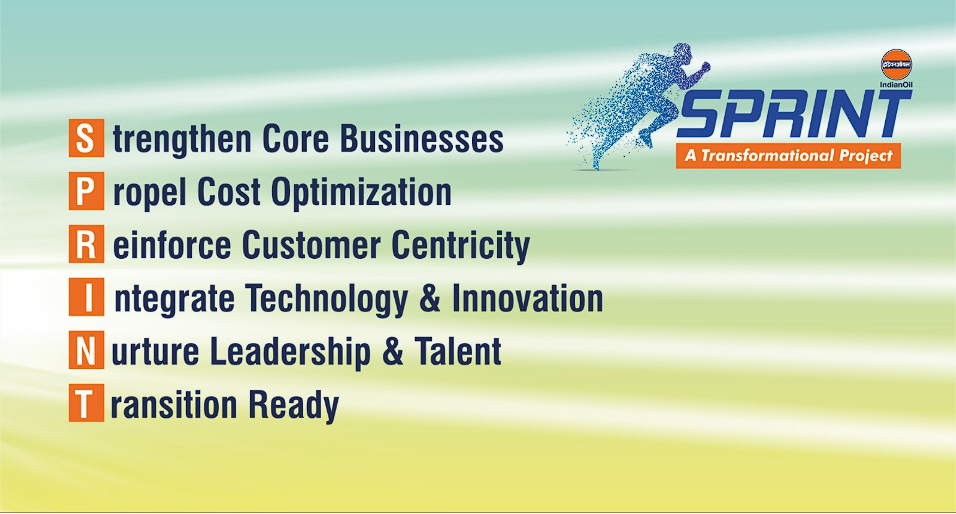 Strengthen Core Businesses
Propel Cost Optimization
Reinforce Customer Centricity
Integrate Technology & Innovation
Nurture Leadership & Talent
Transition Ready
इंडियनऑयल
IndianOil
SPRINT
A Transformational Project